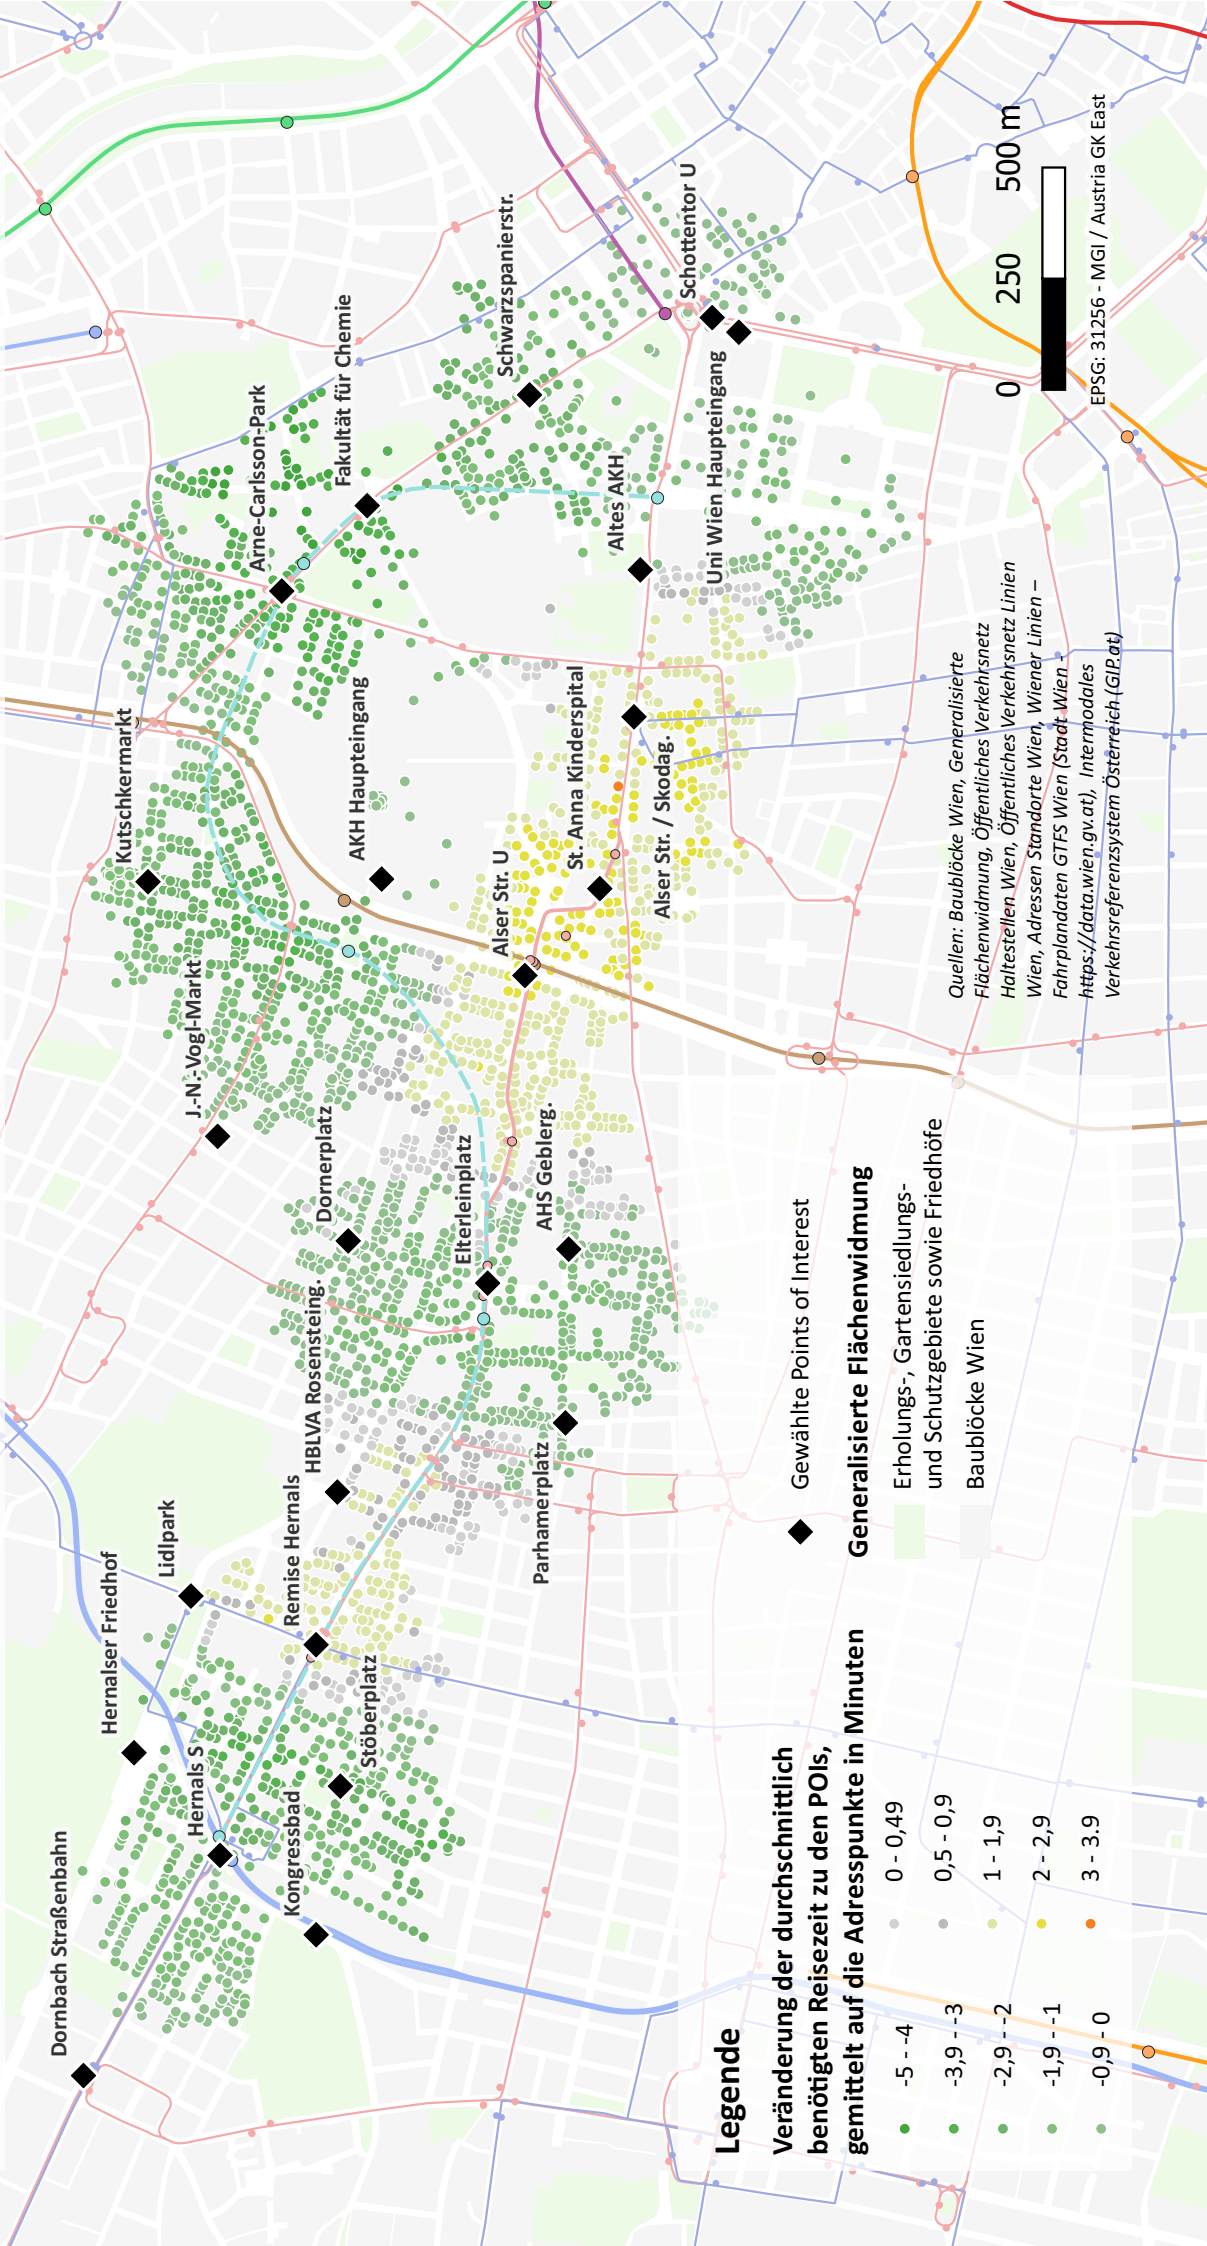 Dornbach Straßenbahn
Hernalser Friedhof
Hernals S
Kongressbad
Stöberplatz
Lidlpark
Remise Hernals
HBLVA Rosensteing.
Parhamerplatz
Dornerplatz
Elterleinplatz
AHS Geblerg.
J.-N.-Vogl-Markt
Kutschkermarkt
AKH Haupteingang
Alser Str. U
St. Anna Kinderspital
Alser Str. / Skodag.
Arne-Carlsson-Park
Fakultät für Chemie
Schwarzspanierstr.
Altes AKH
Uni Wien Haupteingang
Schottentor U
Legende
Veränderung der durchschnittlich
benötigten Reisezeit zu den POIs,
gemittelt auf die Adresspunkte in Minuten
-5 - -4
-3,9 - -3
-2,9 - -2
-1,9 - -1
-0,9 - 0
0 - 0,49
0,5 - 0,9
1 - 1,9
2 - 2,9
3 - 3.9
Gewählte Points of Interest
Generalisierte Flächenwidmung
Erholungs-, Gartensiedlungs-
und Schutzgebiete sowie Friedhöfe
Baublöcke Wien
Quellen: Baublöcke Wien, Generalisierte
Flächenwidmung, Öffentliches Verkehrsnetz
Haltestellen Wien, Öffentliches Verkehrsnetz Linien
Wien, Adressen Standorte Wien, Wiener Linien –
Fahrplandaten GTFS Wien (Stadt Wien -
https://data.wien.gv.at), Intermodales
Verkehrsreferenzsystem Österreich (GIP.at)
0 250 500 m
EPSG: 31256 - MGI / Austria GK East